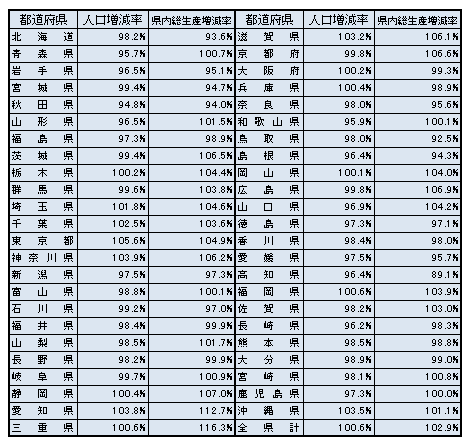 都道府県 人口増減率 県内総生産増減率 都道府県 人口増減率 県内総生産増減率
北海道 98.2% 93.6% 滋賀県 103.2% 106.1%
青森県 95.7% 100.7% 京都府 99.8% 106.6%
岩手県 96.5% 95.1% 大阪府 100.2% 99.3%
宮城県 99.4% 94.7% 兵庫県 100.4% 98.9%
秋田県 94.8% 94.0% 奈良県 98.0% 95.6%
山形県 96.5% 101.5% 和歌山県 95.9% 100.1%
福島県 97.3% 98.9% 鳥取県 98.0% 92.5%
茨城県 99.4% 106.5% 島根県 96.4% 94.3%
栃木県 100.2% 104.4% 岡山県 100.1% 104.0%
群馬県 99.6% 103.8% 広島県 99.8% 106.9%
埼玉県 101.8% 104.6% 山口県 96.9% 104.2%
千葉県 102.5% 103.6% 徳島県 97.3% 97.1%
東京都 105.6% 104.9% 香川県 98.4% 98.0%
神奈川県 103.9% 106.2% 愛媛県 97.5% 95.7%
新潟県 97.5% 97.3% 高知県 96.4% 89.1%
富山県 98.8% 100.1% 福岡県 100.6% 103.9%
石川県 99.2% 97.0% 佐賀県 98.2% 103.0%
福井県 98.4% 99.9% 長崎県 96.2% 98.3%
山梨県 98.5% 101.7% 熊本県 98.5% 98.8%
長野県 98.2% 99.9% 大分県 98.9% 99.0%
岐阜県 99.7% 100.9% 宮崎県 98.1% 100.8%
静岡県 100.4% 107.0% 鹿児島県 97.3% 100.0%
愛知県 103.8% 112.7% 沖縄県 103.5% 101.1%
三重県 100.6% 116.3% 全県計 100.6% 102.9%